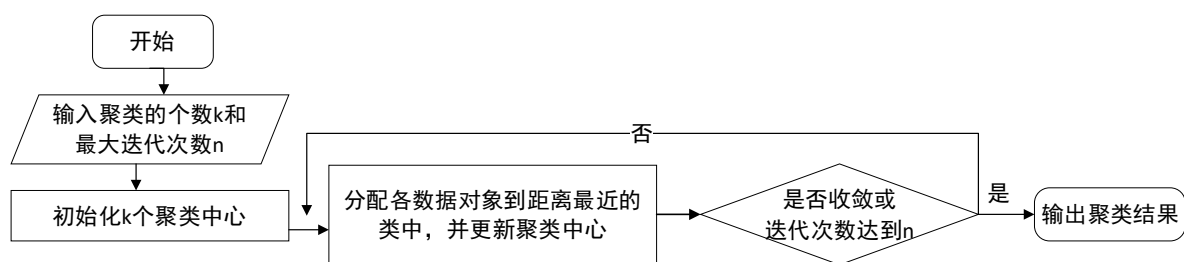 开始
输入聚类的个数k和
最大迭代次数n
初始化k个聚类中心
分配各数据对象到距离最近的
类中，并更新聚类中心
否
是否收敛或
迭代次数达到n
是
输出聚类结果